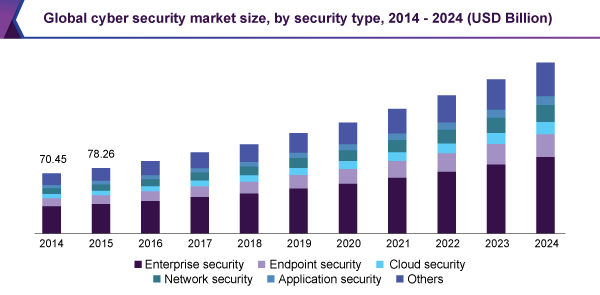 Global cyber security market size, by security type, 2014 - 2024 (USD Billion)
70.45
78.26
2014 2015 2016 2017 2018 2019 2020 2021 2022 2023 2024
Enterprise security Endpoint security Cloud security
Network security Application security Others